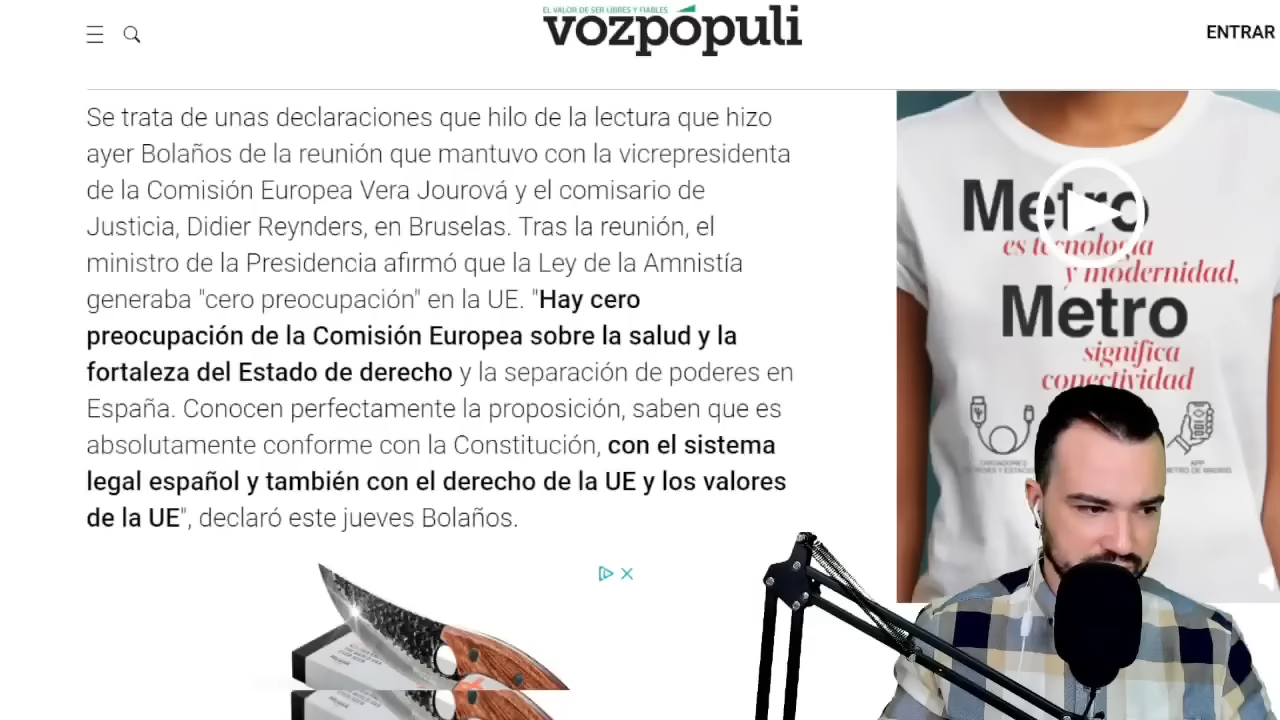 EL VALOR DE SER LIBRES Y FIABLES
vozpópuli
ENTRAR
Se trata de unas declaraciones que hilo de la lectura que hizo
ayer Bolaños de la reunión que mantuvo con la vicrepresidenta
de la Comisión Europea Vera Jourová y el comisario de
Justicia, Didier Reynders, en Bruselas. Tras la reunión, el
ministro de la Presidencia afirmó que la Ley de la Amnistía
generaba "cero preocupación" en la UE. "Hay cero
preocupación de la Comisión Europea sobre la salud y la
fortaleza del Estado de derecho y la separación de poderes en
España. Conocen perfectamente la proposición, saben que es
absolutamente conforme con la Constitución, con el sistema
legal español y también con el derecho de la UE y los valores
de la UE", declaró este jueves Bolaños.
Metro
es tecnología
y modernidad,
Metro
significa
conectividad
APP
METRO DE MADRID